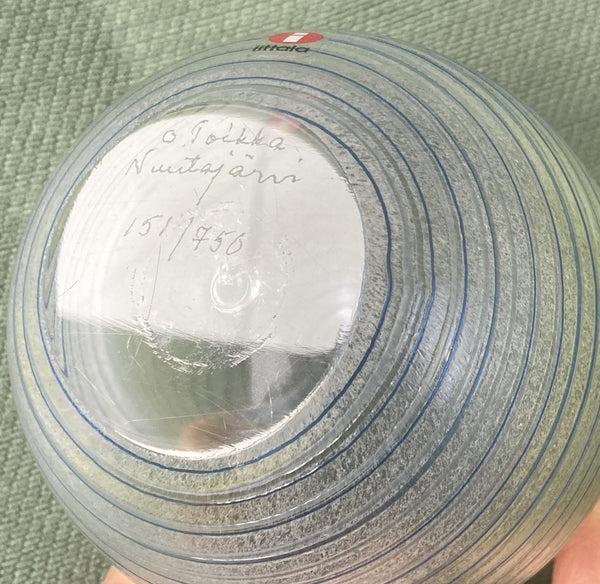 i
iittala
O. Toikka
Nuutajärvi
151/750